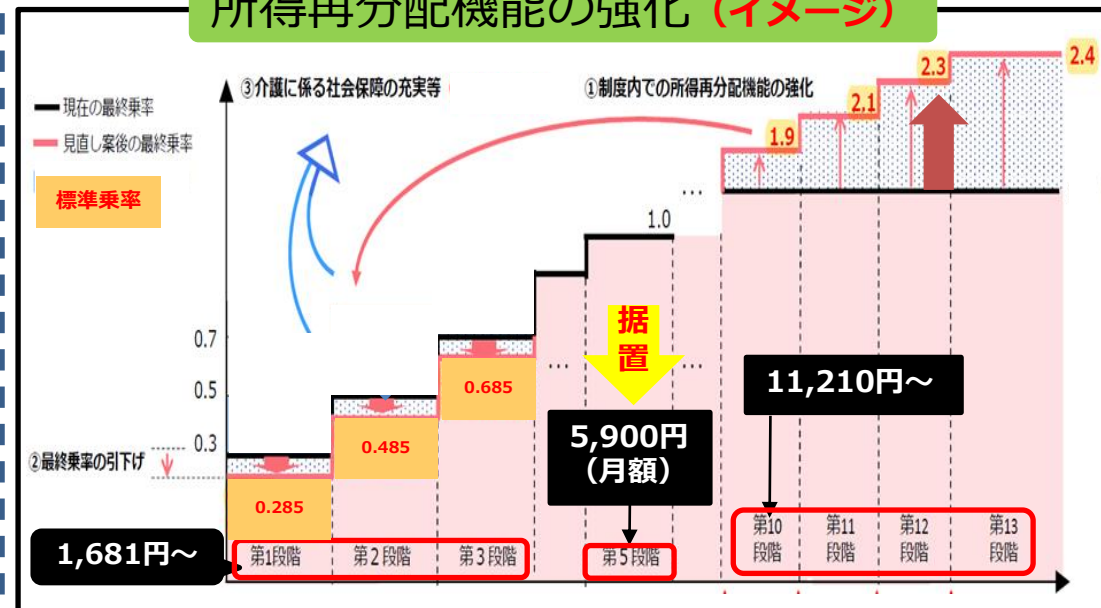 所得再分配機能の強化（イメージ）
現在の最終乗率
見直し案後の最終乗率
標準乗率
③介護に係る社会保障の充実等
①制度内での所得再分配機能の強化
1.9
2.1
2.3
2.4
…
1.0
0.7
0.5
0.3
②最終乗率の引下げ
0.285
0.485
0.685
…
…
据置
5,900円
（月額）
11,210円～
1,681円～
第1段階
第２段階
第３段階
第５段階
第10
段階
第11
段階
第12
段階
第13
段階